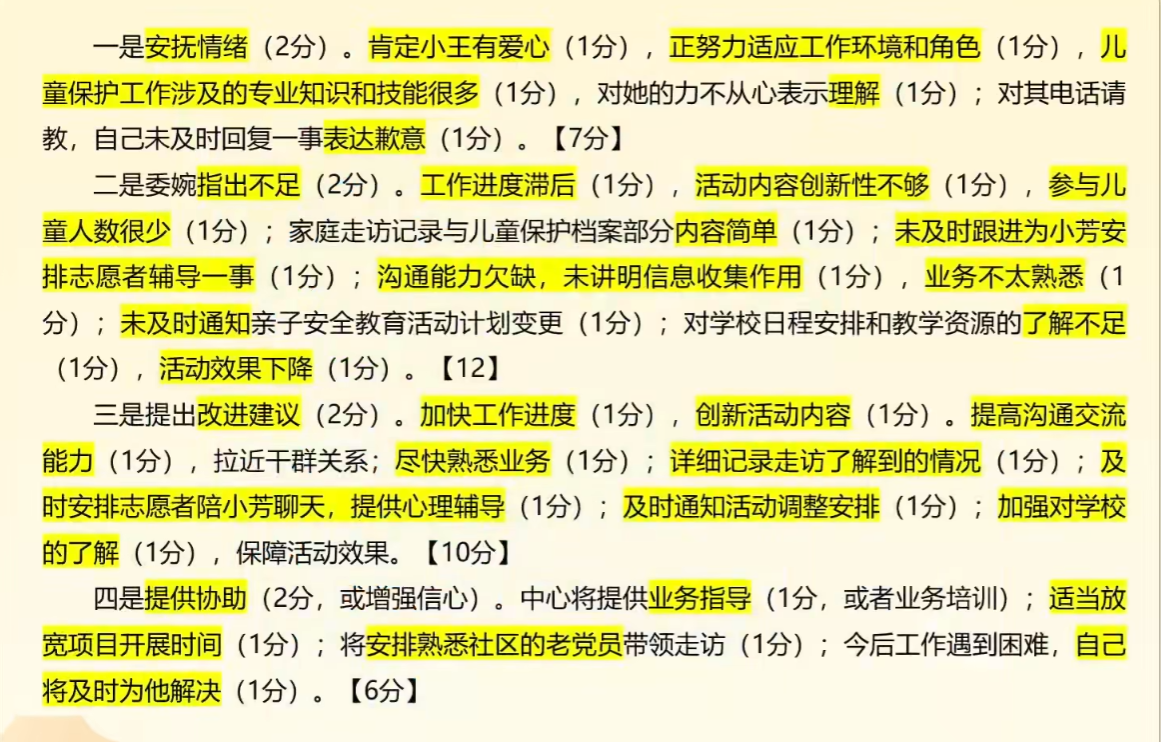 一是安抚情绪（2分）。肯定小王有爱心（1分），正努力适应工作环境和角色（1分），儿
童保护工作涉及的专业知识和技能很多（1分），对她的力不从心表示理解（1分）；对其电话请
教，自己未及时回复一事表达歉意（1分）。【7分】
二是委婉指出不足（2分）。工作进度滞后（1分），活动内容创新性不够（1分），参与儿
童人数很少（1分）；家庭走访记录与儿童保护档案部分内容简单（1分）；未及时跟进为小芳安
排志愿者辅导一事（1分）；沟通能力欠缺，未讲明信息收集作用（1分），业务不太熟悉（1
分）；未及时通知亲子安全教育活动计划变更（1分）；对学校日程安排和教学资源的了解不足
（1分），活动效果下降（1分）。【12】
三是提出改进建议（2分）。加快工作进度（1分），创新活动内容（1分）。提高沟通交流
能力（1分），拉近干群关系；尽快熟悉业务（1分）；详细记录走访了解到的情况（1分）；及
时安排志愿者陪小芳聊天，提供心理辅导（1分）；及时通知活动调整安排（1分）；加强对学校
的了解（1分），保障活动效果。【10分】
四是提供协助（2分，或增强信心）。中心将提供业务指导（1分，或者业务培训）；适当放
宽项目开展时间（1分）；将安排熟悉社区的老党员带领走访（1分）；今后工作遇到困难，自己
将及时为他解决（1分）。【6分】